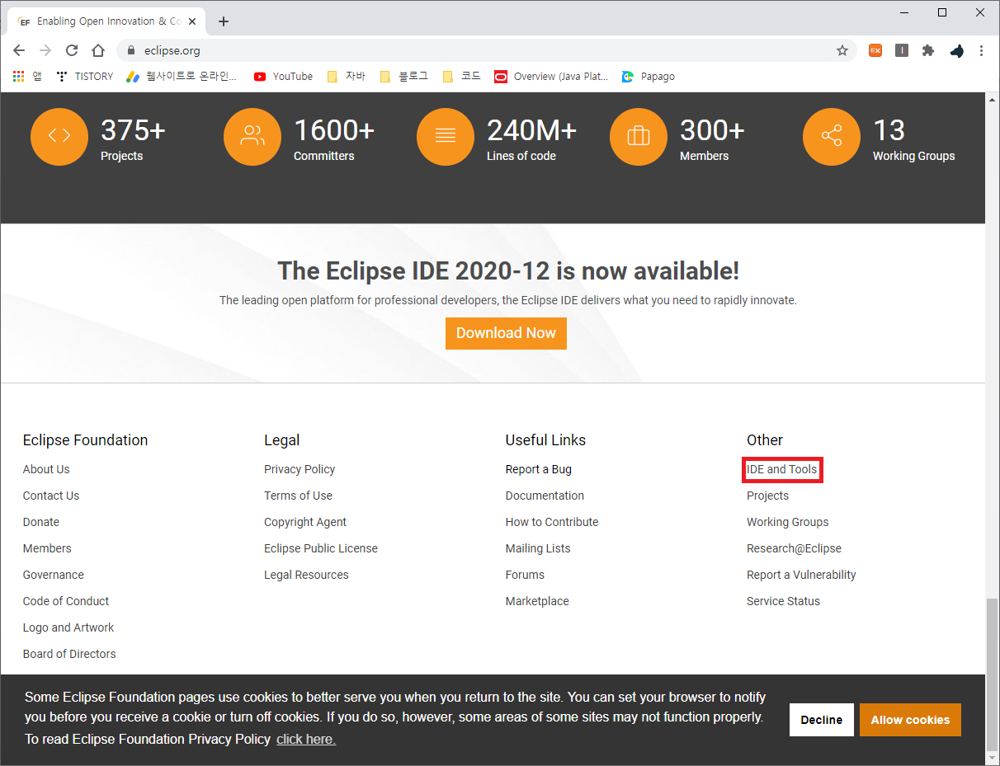 EF Enabling Open Innovation & Co
eclipse.org
EX
앱
TISTORY
웹사이트로 온라인...
YouTube
자바
블로그
코드
Overview (Java Plat...
Papago
375+
Projects
1600+
Committers
240M+
Lines of code
300+
Members
13
Working Groups
The Eclipse IDE 2020-12 is now available!
The leading open platform for professional developers, the Eclipse IDE delivers what you need to rapidly innovate.
Download Now
Eclipse Foundation
About Us
Contact Us
Donate
Members
Governance
Code of Conduct
Logo and Artwork
Board of Directors
Legal
Privacy Policy
Terms of Use
Copyright Agent
Eclipse Public License
Legal Resources
Useful Links
Report a Bug
Documentation
How to Contribute
Mailing Lists
Forums
Marketplace
Other
IDE and Tools
Projects
Working Groups
Research@Eclipse
Report a Vulnerability
Service Status
Some Eclipse Foundation pages use cookies to better serve you when you return to the site. You can set your browser to notify
you before you receive a cookie or turn off cookies. If you do so, however, some areas of some sites may not function properly.
To read Eclipse Foundation Privacy Policy click here.
Decline
Allow cookies